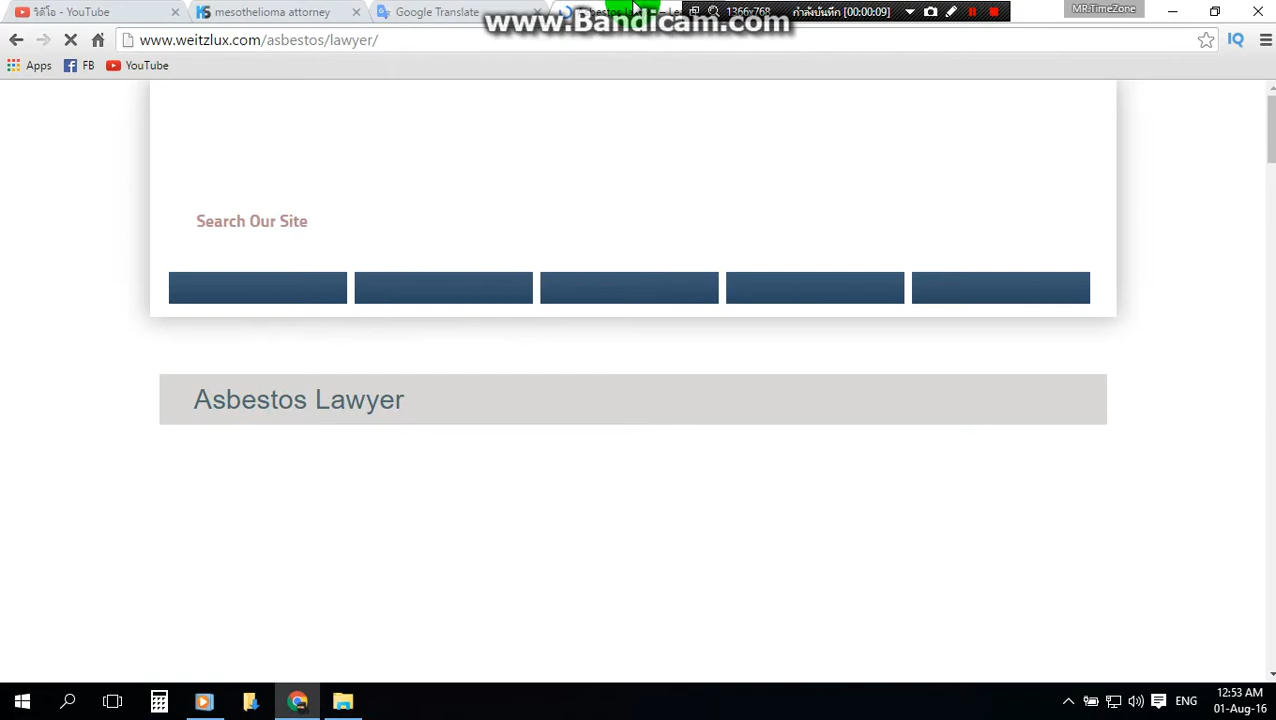 วิดีโอ - YouTube
mesothelioma attorney
Google Translate
www.Bandicam.com
1366x768
กำลังบันทึก [00:00:09]
MR.TimeZone
www.weitzlux.com/asbestos/lawyer/
Apps
FB
YouTube
Search Our Site
Asbestos Lawyer
ENG
12:53 AM
01-Aug-16